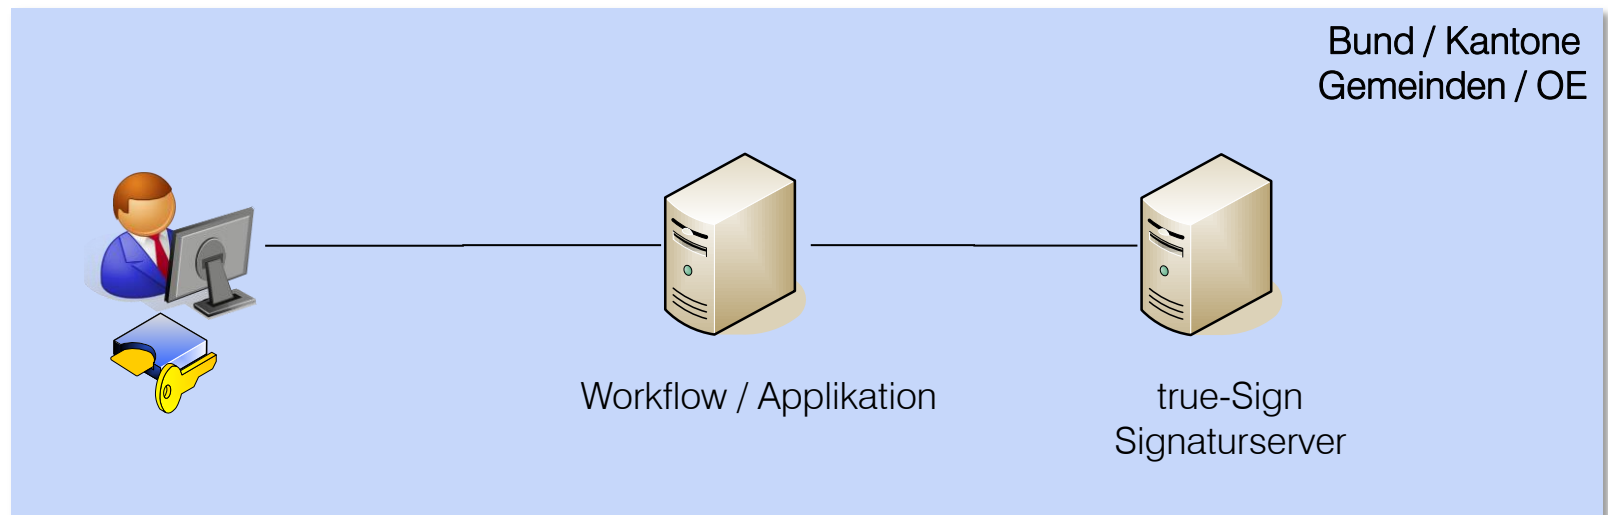 Bund / Kantone
Gemeinden / OE
Workflow / Applikation
true-Sign
Signaturserver